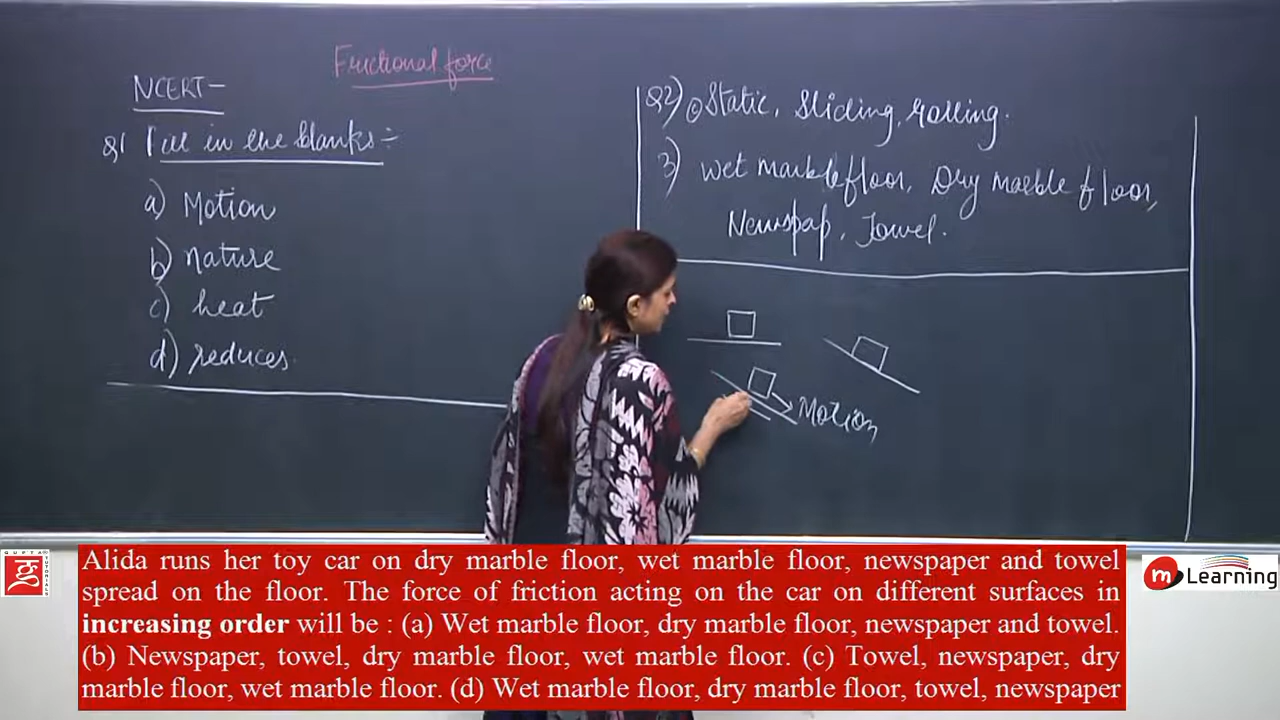 Frictional force
NCERT-
Q1 Fill in the blanks :-
a) Motion
b) nature
c) heat
d) reduces.
Q2) Static, Sliding, rolling.
3) Wet marble floor, Dry marble floor,
Newspap, Towel.
Motion
Alida runs her toy car on dry marble floor, wet marble floor, newspaper and towel
spread on the floor. The force of friction acting on the car on different surfaces in
increasing order will be : (a) Wet marble floor, dry marble floor, newspaper and towel.
(b) Newspaper, towel, dry marble floor, wet marble floor. (c) Towel, newspaper, dry
marble floor, wet marble floor. (d) Wet marble floor, dry marble floor, towel, newspaper
GUPTA
m Learning